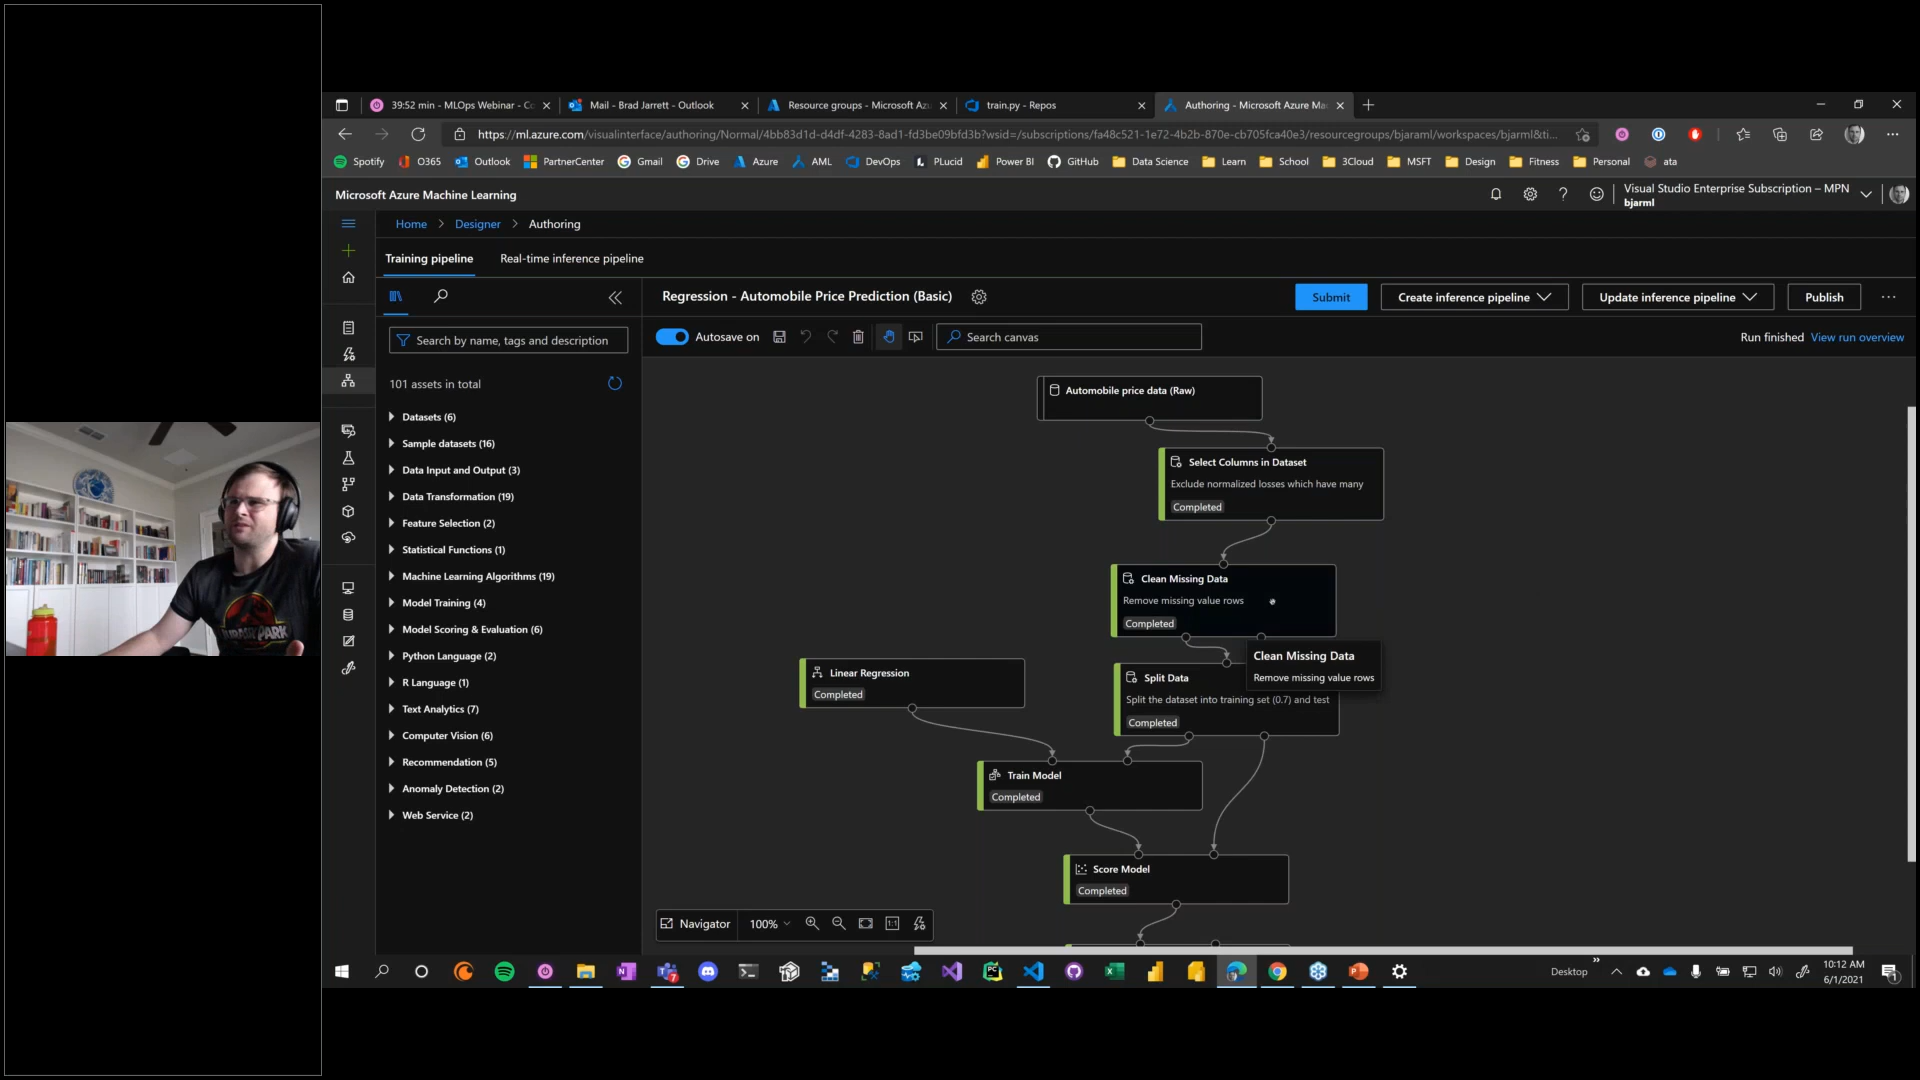 39:52 min - MLOps Webinar - Co
Mail - Brad Jarrett - Outlook
Resource groups - Microsoft Azu
train.py - Repos
Authoring - Microsoft Azure Ma
https://ml.azure.com/visualinterface/authoring/Normal/4bb83d1d-d4df-4283-8ad1-fd3be09bfd3b?wsid=/subscriptions/fa48c521-1e72-4b2b-870e-cb705fca40e3/resourcegroups/bjaraml/workspaces/bjarml&ti...
Spotify O365 Outlook PartnerCenter Gmail Drive Azure AML DevOps PLucid Power BI GitHub Data Science Learn School 3Cloud MSFT Design Fitness Personal ata
Microsoft Azure Machine Learning
Visual Studio Enterprise Subscription – MPN
bjarml
Home > Designer > Authoring
Training pipeline Real-time inference pipeline
Regression - Automobile Price Prediction (Basic)
Submit
Create inference pipeline
Update inference pipeline
Publish
Search by name, tags and description
Autosave on
Search canvas
Run finished View run overview
101 assets in total
Datasets (6)
Sample datasets (16)
Data Input and Output (3)
Data Transformation (19)
Feature Selection (2)
Statistical Functions (1)
Machine Learning Algorithms (19)
Model Training (4)
Model Scoring & Evaluation (6)
Python Language (2)
R Language (1)
Text Analytics (7)
Computer Vision (6)
Recommendation (5)
Anomaly Detection (2)
Web Service (2)
Automobile price data (Raw)
Select Columns in Dataset
Exclude normalized losses which have many
Completed
Clean Missing Data
Remove missing value rows
Completed
Clean Missing Data
Remove missing value rows
Linear Regression
Completed
Split Data
Split the dataset into training set (0.7) and test
Completed
Train Model
Completed
Score Model
Completed
Navigator 100%
1:1
JURASSIC PARK
Desktop
10:12 AM
6/1/2021